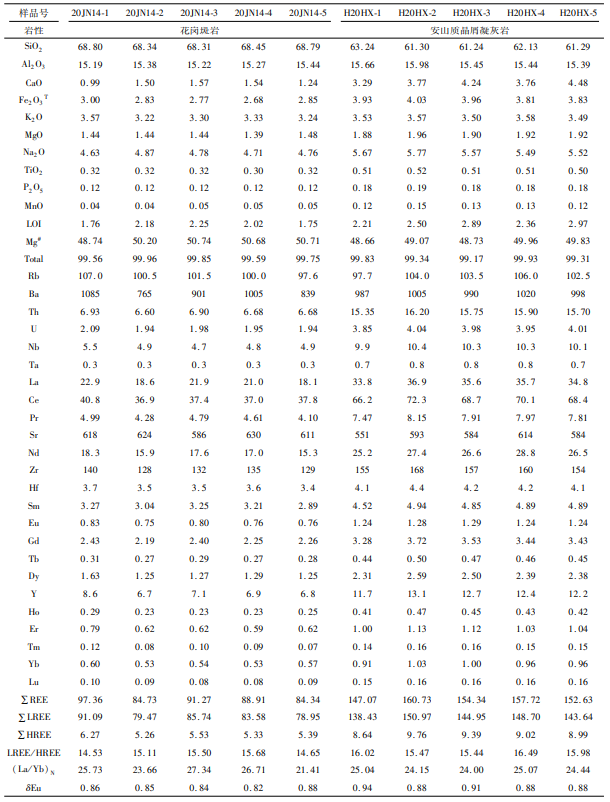 样品号 20JN14-1 20JN14-2 20JN14-3 20JN14-4 20JN14-5 H20HX-1 H20HX-2 H20HX-3 H20HX-4 H20HX-5
岩性 花岗斑岩 安山质晶屑凝灰岩
SiO2 68.80 68.34 68.31 68.45 68.79 63.24 61.30 61.24 62.13 61.29
Al2O3 15.19 15.38 15.22 15.27 15.44 15.66 15.98 15.45 15.44 15.39
CaO 0.99 1.50 1.57 1.54 1.24 3.29 3.77 4.24 3.76 4.48
Fe2O3T 3.00 2.83 2.77 2.68 2.85 3.93 4.03 3.96 3.81 3.83
K2O 3.57 3.22 3.30 3.33 3.24 3.53 3.57 3.50 3.58 3.49
MgO 1.44 1.44 1.44 1.39 1.48 1.88 1.96 1.90 1.92 1.92
Na2O 4.63 4.87 4.78 4.71 4.76 5.67 5.77 5.57 5.49 5.52
TiO2 0.32 0.32 0.32 0.30 0.32 0.51 0.52 0.51 0.51 0.50
P2O5 0.12 0.12 0.12 0.12 0.12 0.18 0.19 0.18 0.18 0.18
MnO 0.04 0.04 0.05 0.05 0.05 0.12 0.15 0.13 0.13 0.12
LOI 1.76 2.18 2.25 2.02 1.75 2.21 2.50 2.89 2.36 2.97
Mg# 48.74 50.20 50.74 50.68 50.71 48.66 49.07 48.73 49.96 49.83
Total 99.56 99.96 99.85 99.59 99.75 99.83 99.34 99.17 99.93 99.31
Rb 107.0 100.5 101.5 100.0 97.6 97.7 104.0 103.5 106.0 102.5
Ba 1085 765 901 1005 839 987 1005 990 1020 998
Th 6.93 6.60 6.90 6.68 6.68 15.35 16.20 15.75 15.90 15.70
U 2.09 1.94 1.98 1.95 1.94 3.85 4.04 3.98 3.95 4.01
Nb 5.5 4.9 4.7 4.8 4.9 9.9 10.4 10.3 10.3 10.1
Ta 0.3 0.3 0.3 0.3 0.3 0.7 0.8 0.8 0.8 0.7
La 22.9 18.6 21.9 21.0 18.1 33.8 36.9 35.6 35.7 34.8
Ce 40.8 36.9 37.4 37.0 37.8 66.2 72.3 68.7 70.1 68.4
Pr 4.99 4.28 4.79 4.61 4.10 7.47 8.15 7.91 7.97 7.81
Sr 618 624 586 630 611 551 593 584 614 584
Nd 18.3 15.9 17.6 17.0 15.3 25.2 27.4 26.6 28.8 26.5
Zr 140 128 132 135 129 155 168 157 160 154
Hf 3.7 3.5 3.5 3.6 3.4 4.1 4.4 4.2 4.2 4.1
Sm 3.27 3.04 3.25 3.21 2.89 4.52 4.94 4.85 4.89 4.89
Eu 0.83 0.75 0.80 0.76 0.76 1.24 1.28 1.29 1.24 1.24
Gd 2.43 2.19 2.40 2.25 2.26 3.28 3.72 3.53 3.44 3.43
Tb 0.31 0.27 0.29 0.27 0.28 0.44 0.50 0.47 0.46 0.45
Dy 1.63 1.25 1.27 1.29 1.25 2.31 2.59 2.50 2.39 2.38
Y 8.6 6.7 7.1 6.9 6.8 11.7 13.1 12.7 12.4 12.2
Ho 0.29 0.23 0.23 0.23 0.25 0.41 0.47 0.45 0.43 0.42
Er 0.79 0.62 0.62 0.59 0.62 1.00 1.13 1.12 1.03 1.04
Tm 0.12 0.08 0.10 0.09 0.07 0.14 0.16 0.16 0.15 0.15
Yb 0.60 0.53 0.54 0.53 0.57 0.91 1.03 1.00 0.96 0.96
Lu 0.10 0.09 0.08 0.08 0.09 0.15 0.16 0.16 0.16 0.16
∑REE 97.36 84.73 91.27 88.91 84.34 147.07 160.73 154.34 157.72 152.63
∑LREE 91.09 79.47 85.74 83.58 78.95 138.43 150.97 144.95 148.70 143.64
∑HREE 6.27 5.26 5.53 5.33 5.39 8.64 9.76 9.39 9.02 8.99
LREE/HREE 14.53 15.11 15.50 15.68 14.65 16.02 15.47 15.44 16.49 15.98
(La/Yb)N 25.73 23.66 27.34 26.71 21.41 25.04 24.15 24.00 25.07 24.44
δEu 0.86 0.85 0.84 0.82 0.88 0.94 0.88 0.91 0.88 0.88